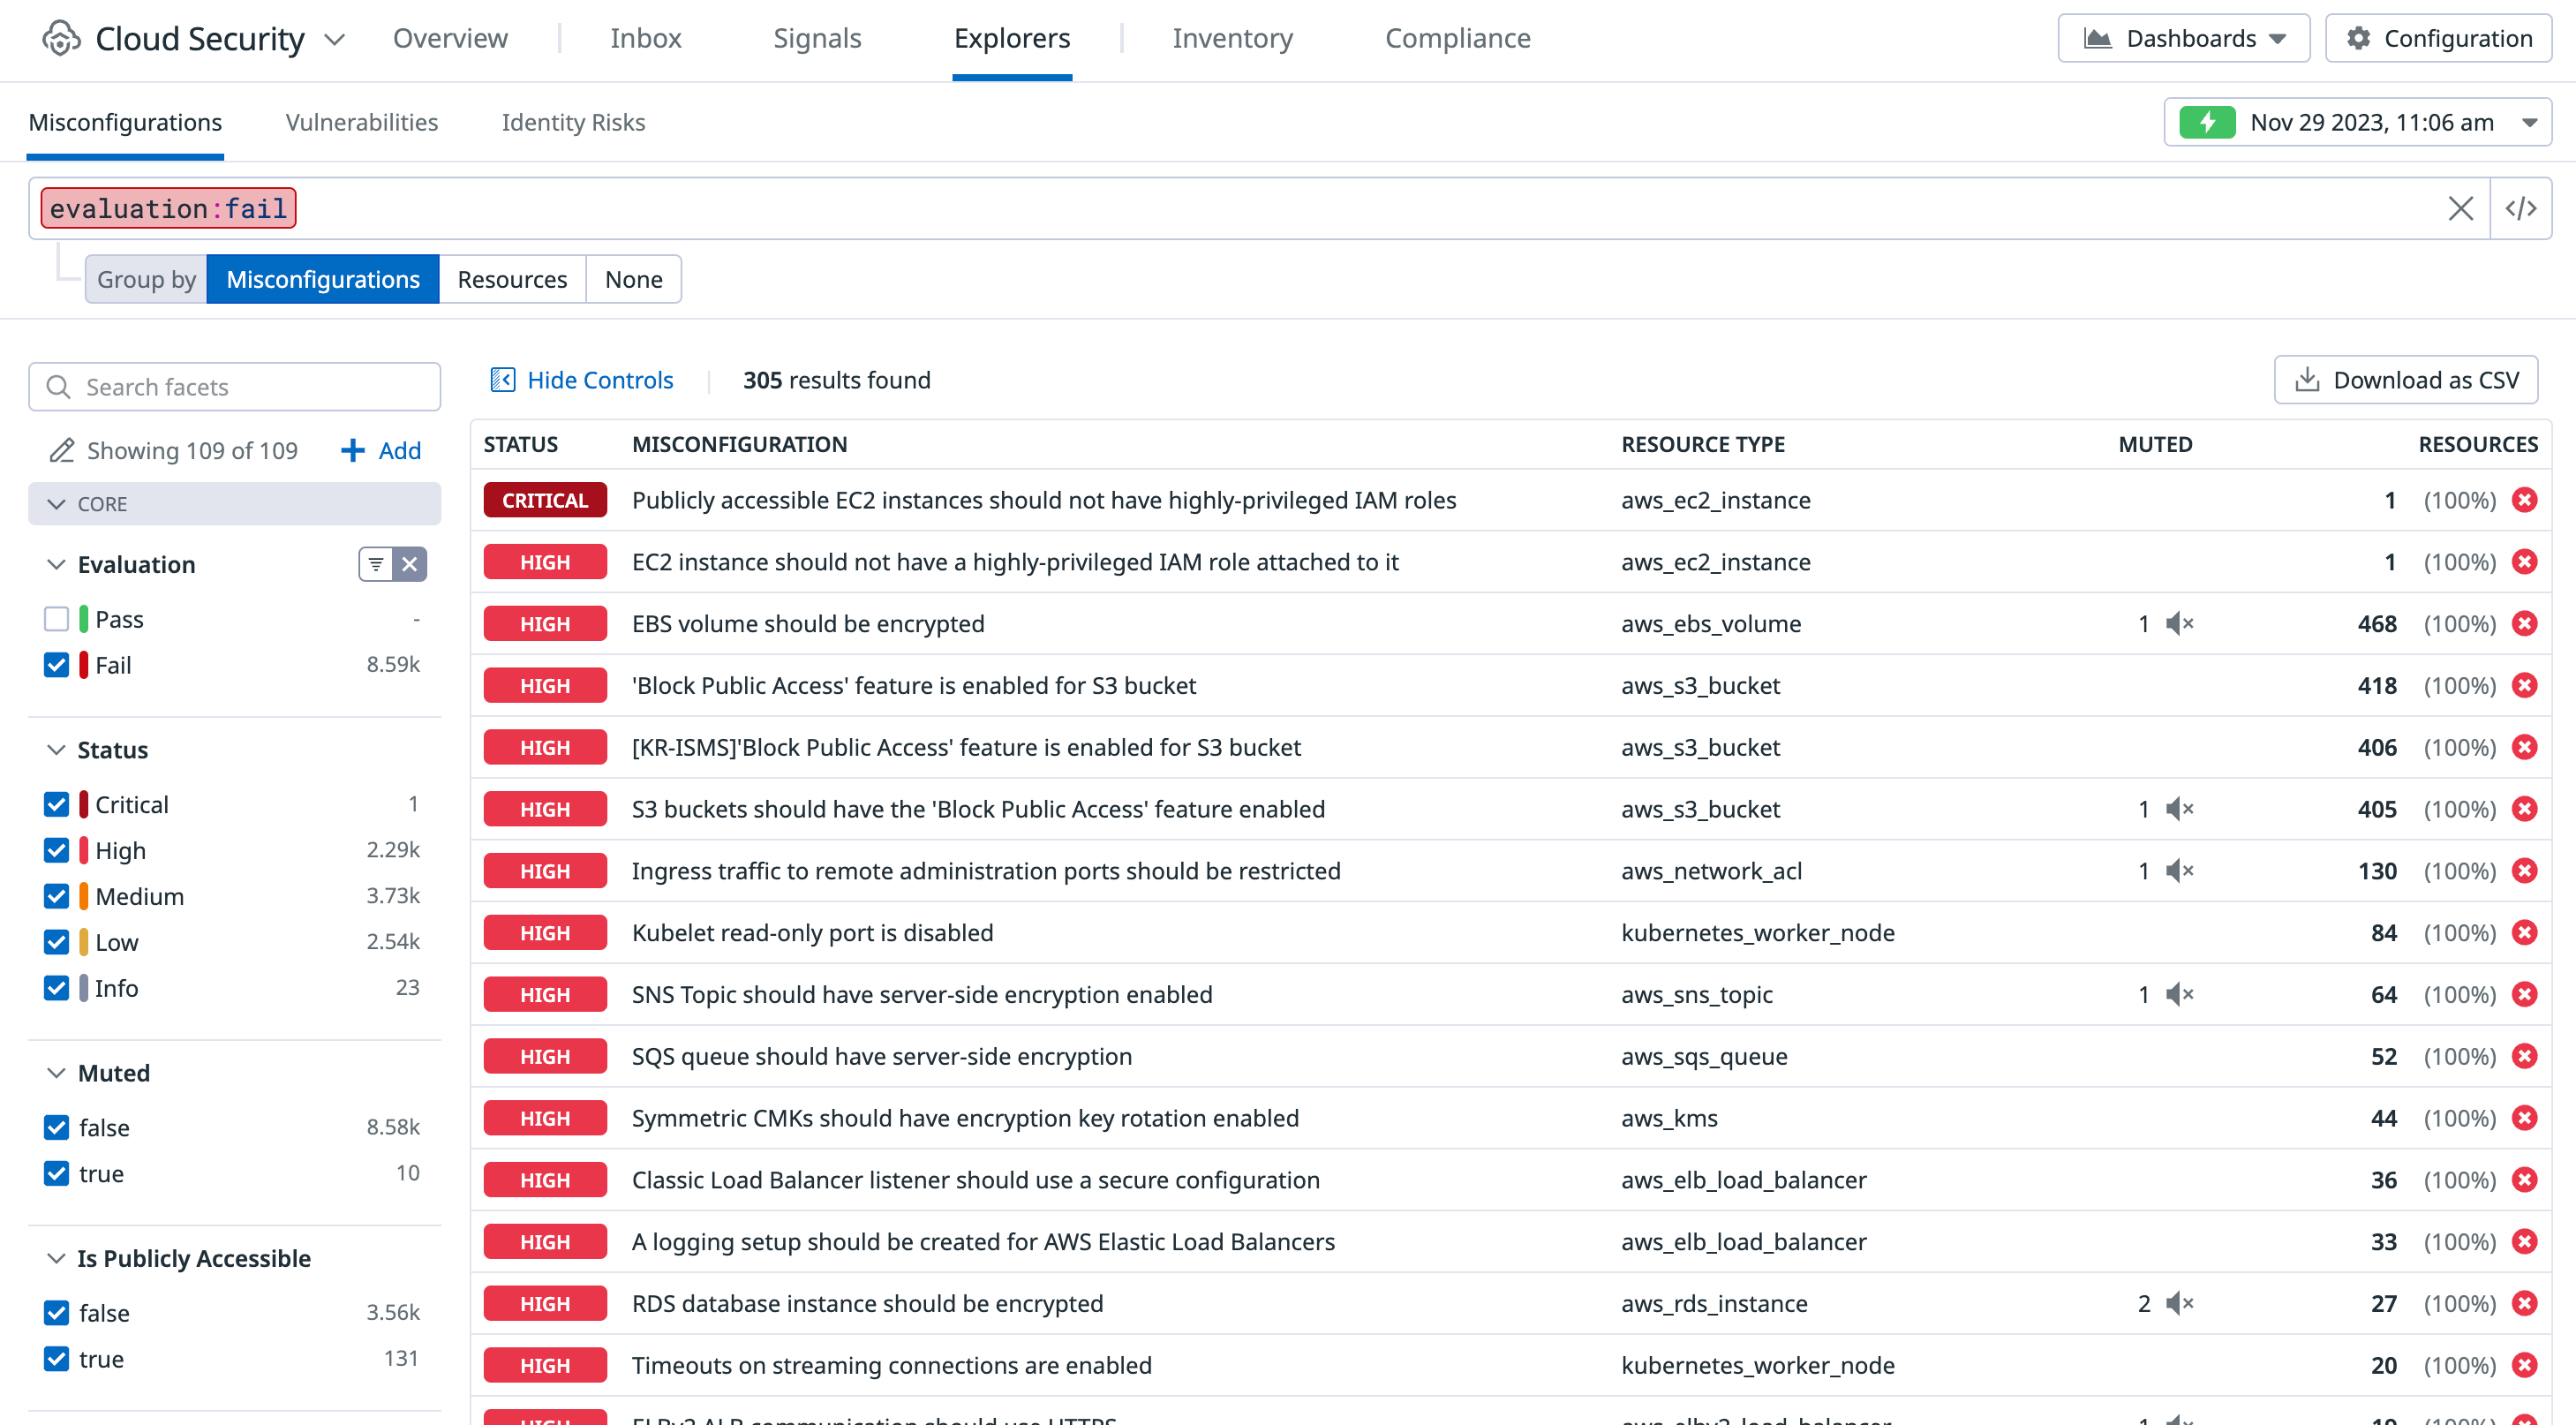 Cloud Security Overview Inbox Signals Explorers Inventory Compliance Dashboards Configuration
Misconfigurations Vulnerabilities Identity Risks Nov 29 2023, 11:06 am
evaluation:fail </>
Group by Misconfigurations Resources None
Search facets
Showing 109 of 109 Add
CORE
Evaluation
Pass -
Fail 8.59k
Status
Critical 1
High 2.29k
Medium 3.73k
Low 2.54k
Info 23
Muted
false 8.58k
true 10
Is Publicly Accessible
false 3.56k
true 131
Hide Controls 305 results found Download as CSV
STATUS MISCONFIGURATION RESOURCE TYPE MUTED RESOURCES
CRITICAL Publicly accessible EC2 instances should not have highly-privileged IAM roles aws_ec2_instance 1 (100%)
HIGH EC2 instance should not have a highly-privileged IAM role attached to it aws_ec2_instance 1 (100%)
HIGH EBS volume should be encrypted aws_ebs_volume 1 468 (100%)
HIGH 'Block Public Access' feature is enabled for S3 bucket aws_s3_bucket 418 (100%)
HIGH [KR-ISMS]'Block Public Access' feature is enabled for S3 bucket aws_s3_bucket 406 (100%)
HIGH S3 buckets should have the 'Block Public Access' feature enabled aws_s3_bucket 1 405 (100%)
HIGH Ingress traffic to remote administration ports should be restricted aws_network_acl 1 130 (100%)
HIGH Kubelet read-only port is disabled kubernetes_worker_node 84 (100%)
HIGH SNS Topic should have server-side encryption enabled aws_sns_topic 1 64 (100%)
HIGH SQS queue should have server-side encryption aws_sqs_queue 52 (100%)
HIGH Symmetric CMKs should have encryption key rotation enabled aws_kms 44 (100%)
HIGH Classic Load Balancer listener should use a secure configuration aws_elb_load_balancer 36 (100%)
HIGH A logging setup should be created for AWS Elastic Load Balancers aws_elb_load_balancer 33 (100%)
HIGH RDS database instance should be encrypted aws_rds_instance 2 27 (100%)
HIGH Timeouts on streaming connections are enabled kubernetes_worker_node 20 (100%)
HIGH ELBv2 ALB communication should use HTTPS aws_elbv2_load_balancer 1 19 (100%)